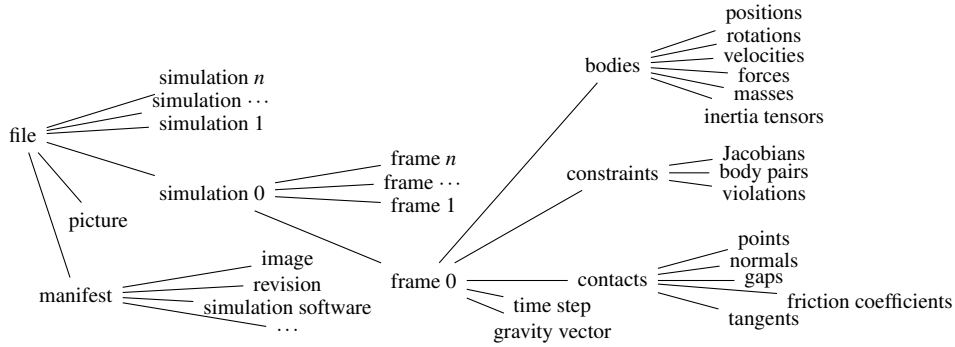 file
simulation n
simulation ⋯
simulation 1
simulation 0
picture
manifest
image
revision
simulation software
⋯
frame n
frame ⋯
frame 1
frame 0
bodies
positions
rotations
velocities
forces
masses
inertia tensors
constraints
Jacobians
body pairs
violations
contacts
points
normals
gaps
friction coefficients
tangents
time step
gravity vector